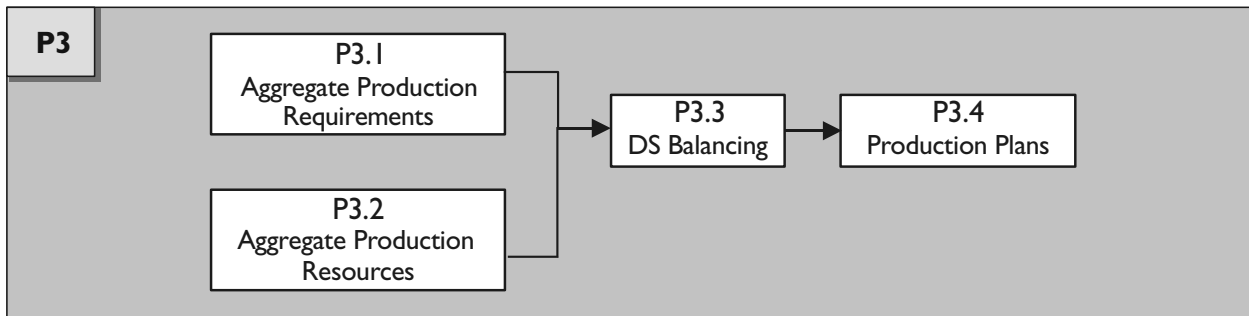 P3
P3.1
Aggregate Production
Requirements
P3.2
Aggregate Production
Resources
P3.3
DS Balancing
P3.4
Production Plans